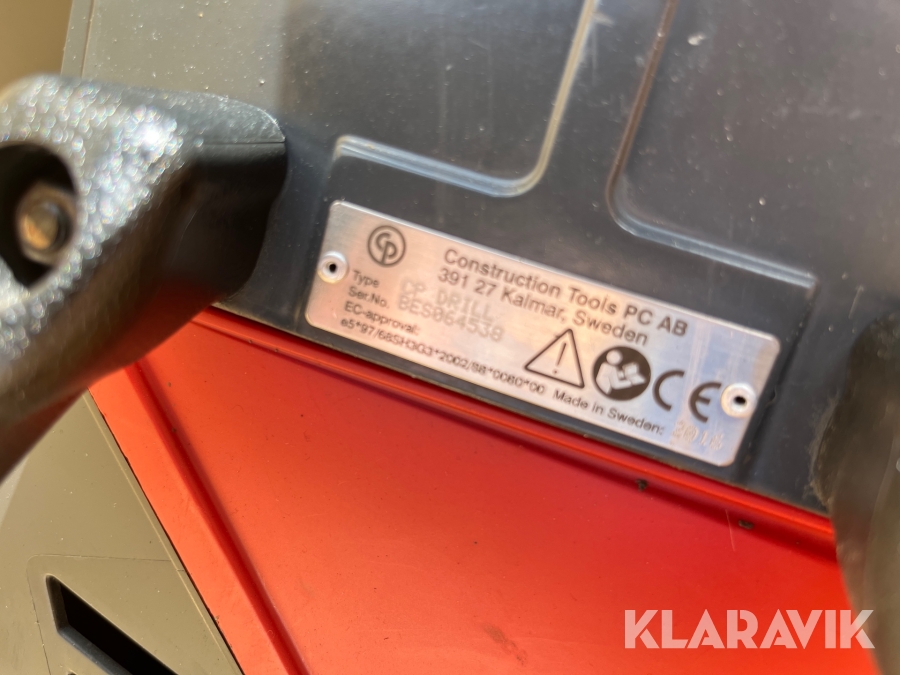 CP
Construction Tools PC AB
391 27 Kalmar, Sweden
Type CP DRILL
Ser.No. BES064538
EC-approval:
e5*97/68SH3G3*2002/88*0080*00 Made in Sweden:
CE
KLARAVIK